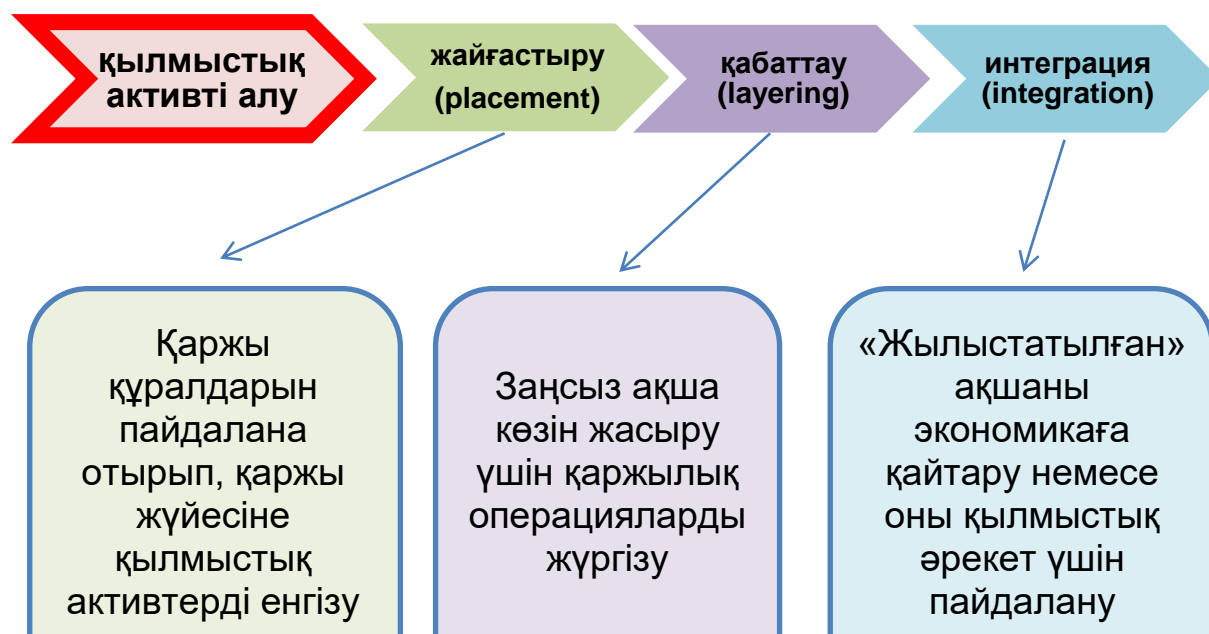 қылмыстық
активті алу
жайғастыру
(placement)
қабаттау
(layering)
интеграция
(integration)
Қаржы
құралдарын
пайдалана
отырып, қаржы
жүйесіне
қылмыстық
активтерді енгізу
Заңсыз ақша
көзін жасыру
үшін қаржылық
операцияларды
жүргізу
«Жылыстатылған»
ақшаны
экономикаға
қайтару немесе
оны қылмыстық
әрекет үшін
пайдалану